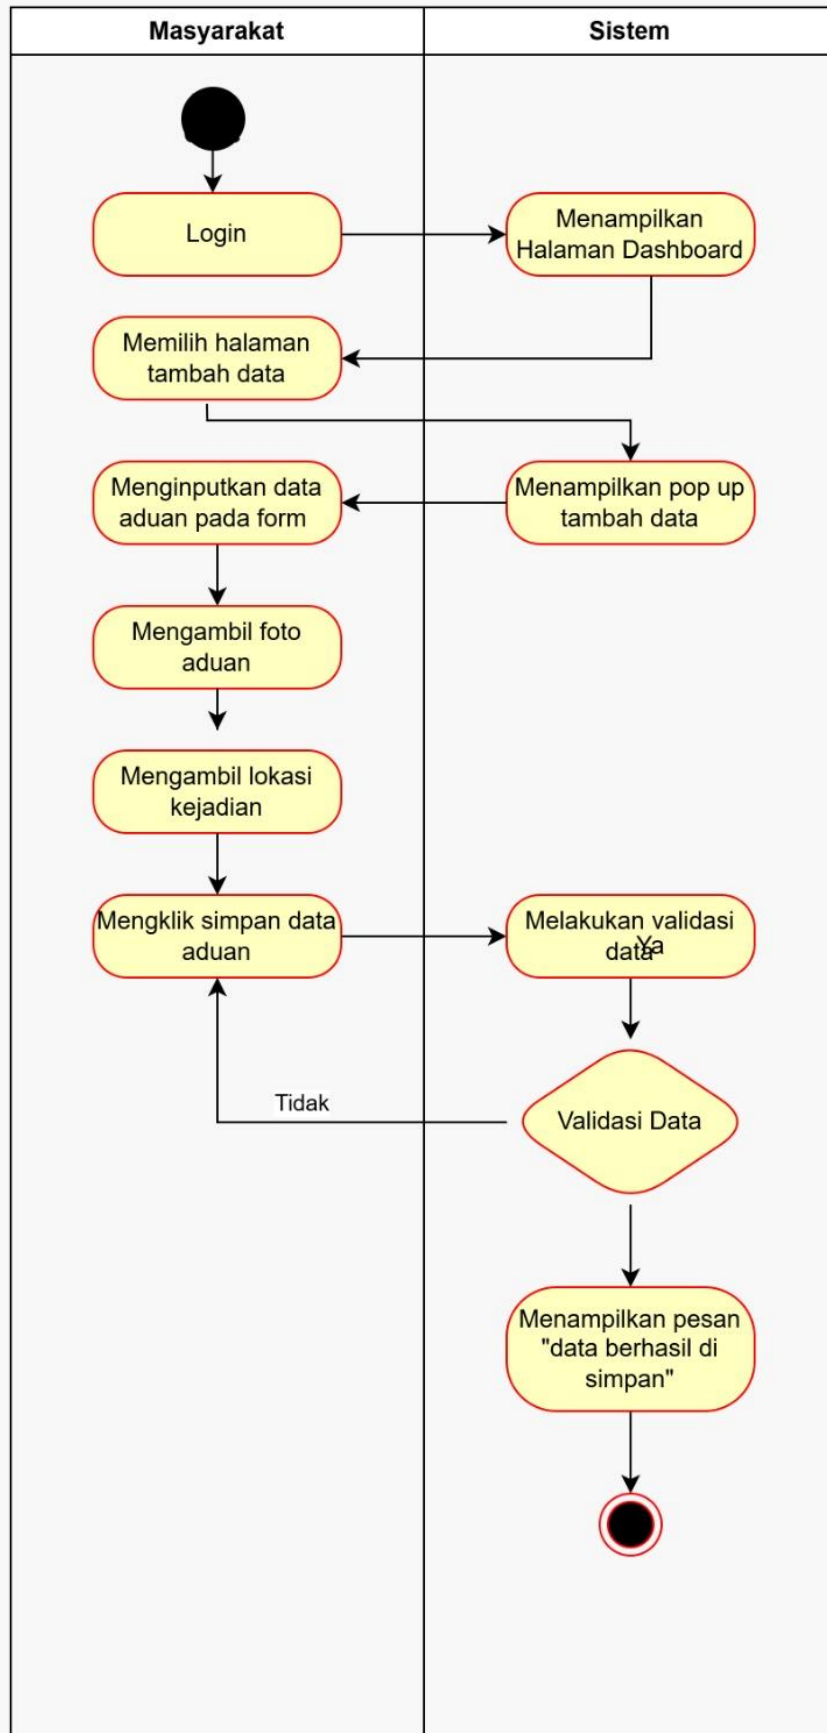 Masyarakat
Sistem
Login
Menampilkan
Halaman Dashboard
Memilih halaman
tambah data
Menampilkan pop up
tambah data
Menginputkan data
aduan pada form
Mengambil foto
aduan
Mengambil lokasi
kejadian
Mengklik simpan data
aduan
Melakukan validasi
data
Ya
Validasi Data
Tidak
Menampilkan pesan
"data berhasil di
simpan"